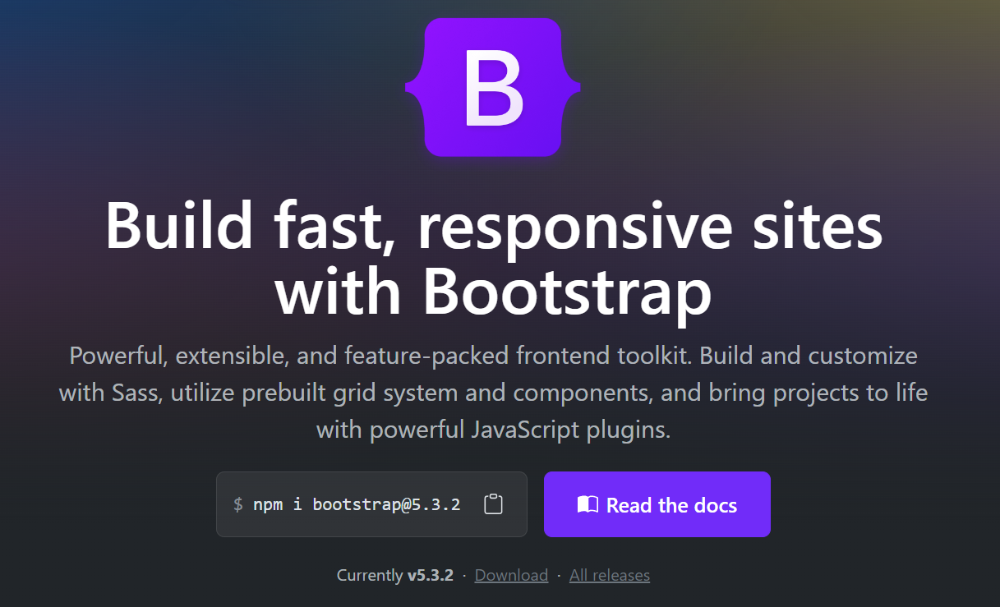 B
Build fast, responsive sites
with Bootstrap
Powerful, extensible, and feature-packed frontend toolkit. Build and customize
with Sass, utilize prebuilt grid system and components, and bring projects to life
with powerful JavaScript plugins.
$ npm i bootstrap@5.3.2
Read the docs
Currently v5.3.2 · Download · All releases